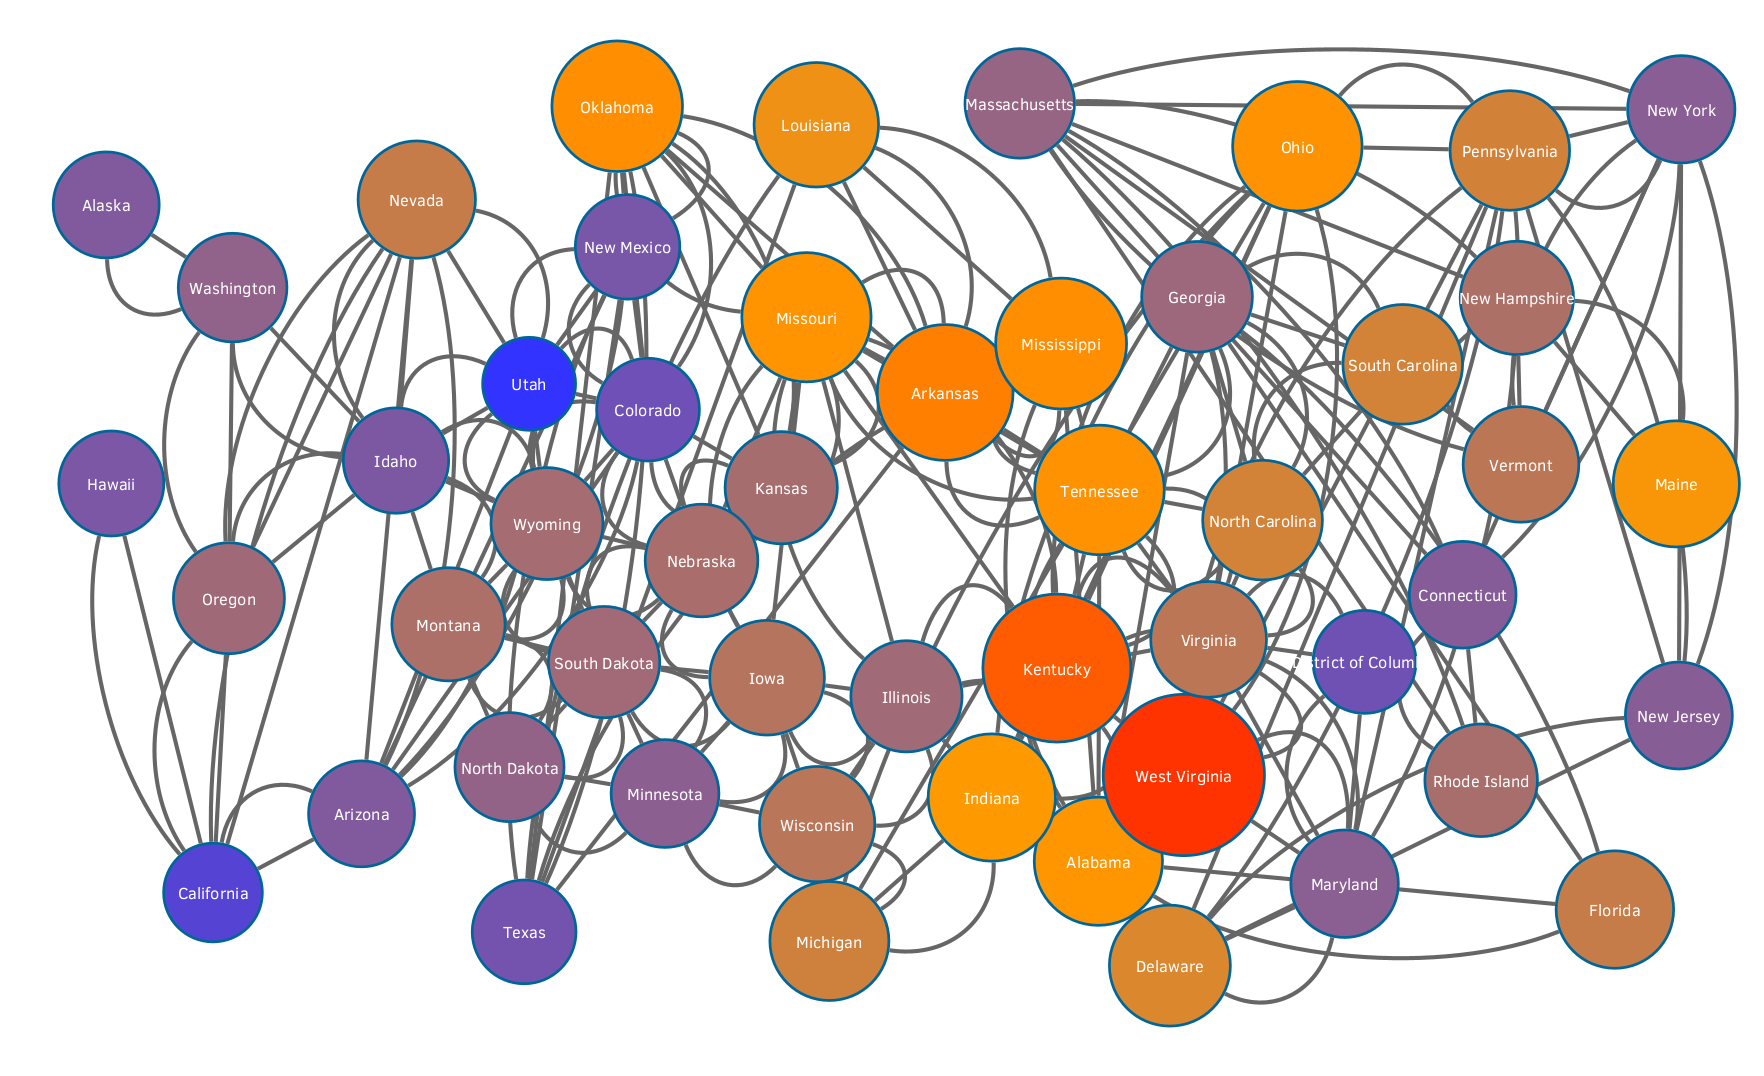 Oklahoma
Louisiana
Massachusetts
New York
Ohio
Pennsylvania
Alaska
Nevada
New Mexico
Washington
Georgia
New Hampshire
Missouri
Mississippi
South Carolina
Utah
Arkansas
Colorado
Idaho
Vermont
Hawaii
Kansas
Tennessee
Maine
Wyoming
North Carolina
Nebraska
Oregon
Connecticut
Montana
Virginia
South Dakota
strict of Colum
Kentucky
Iowa
Illinois
New Jersey
North Dakota
West Virginia
Rhode Island
Minnesota
Indiana
Arizona
Wisconsin
Alabama
Maryland
California
Florida
Texas
Michigan
Delaware